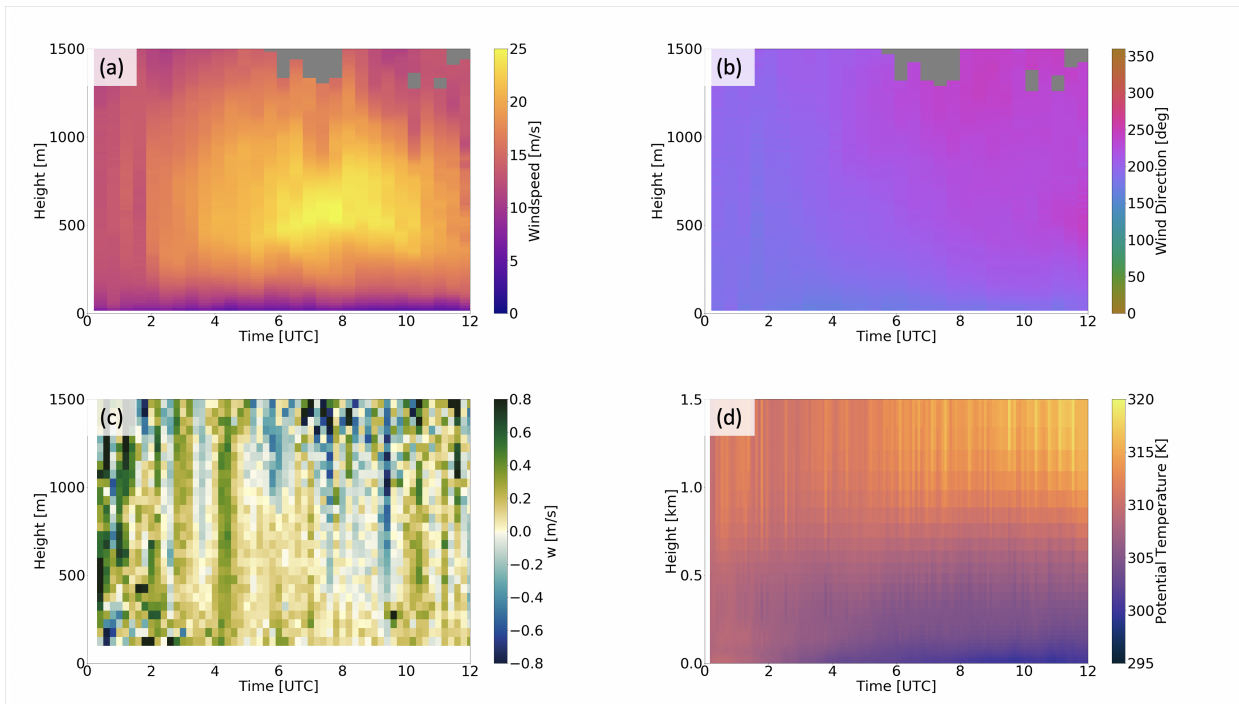 (a)
1500
1000
500
0
Height [m]
0 2 4 6 8 10 12
Time [UTC]
25
20
15
10
5
0
Windspeed [m/s]
(b)
1500
1000
500
0
Height [m]
0 2 4 6 8 10 12
Time [UTC]
350
300
250
200
150
100
50
0
Wind Direction [deg]
(c)
1500
1000
500
0
Height [m]
0 2 4 6 8 10 12
Time [UTC]
0.8
0.6
0.4
0.2
0.0
−0.2
−0.4
−0.6
−0.8
w [m/s]
(d)
1.5
1.0
0.5
0.0
Height [km]
0 2 4 6 8 10 12
Time [UTC]
320
315
310
305
300
295
Potential Temperature [K]